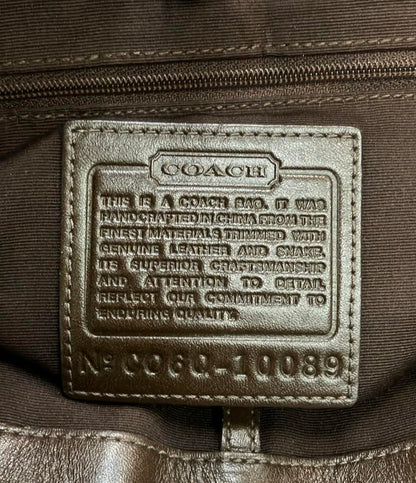 COACH
THIS IS A COACH BAG. IT WAS
HANDCRAFTED IN CHINA FROM THE
FINEST MATERIALS TRIMMED WITH
GENUINE LEATHER AND SNAKE.
ITS SUPERIOR CRAFTSMANSHIP
AND ATTENTION TO DETAIL
REFLECT OUR COMMITMENT TO
ENDURING QUALITY.
Nº CO6Q-10089